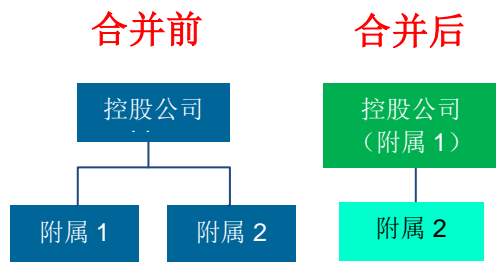 合并前
合并后
控股公司
控股公司
（附属 1）
附属 1
附属 2
附属 2